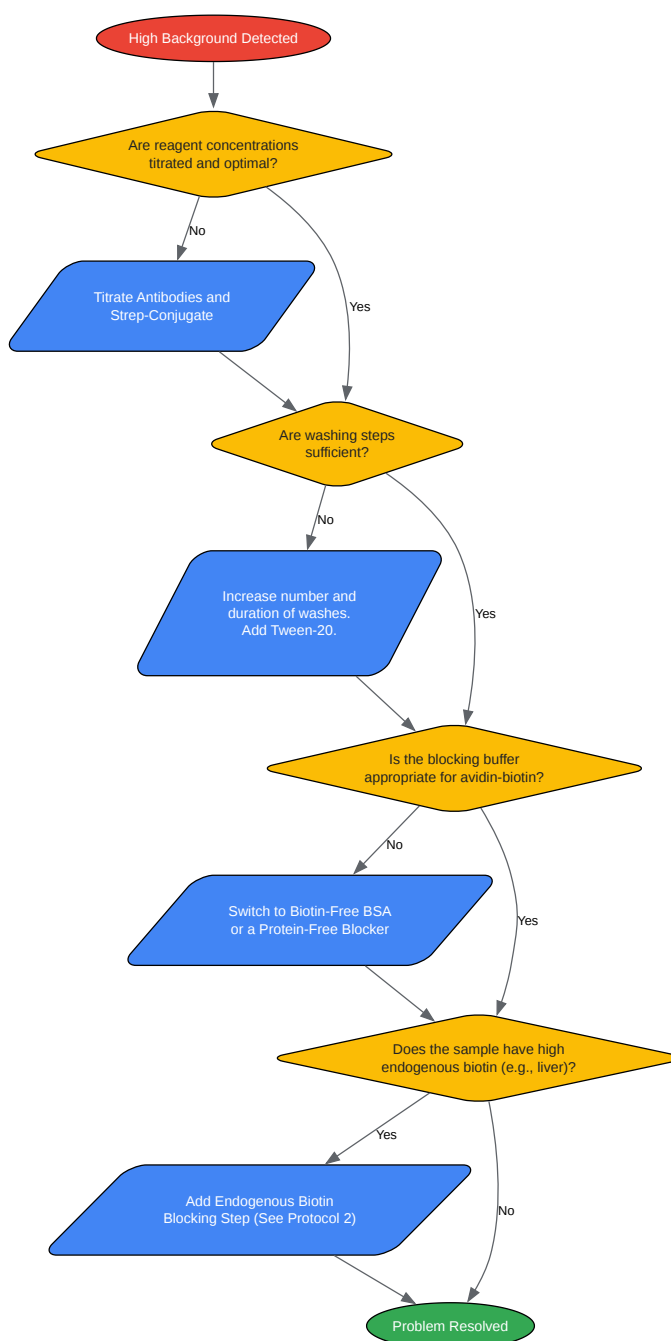 High Background Detected
Are reagent concentrations
titrated and optimal?
No
Titrate Antibodies and
Strep-Conjugate
Yes
Are washing steps
sufficient?
No
Increase number and
duration of washes.
Add Tween-20.
Yes
Is the blocking buffer
appropriate for avidin-biotin?
No
Switch to Biotin-Free BSA
or a Protein-Free Blocker
Yes
Does the sample have high
endogenous biotin (e.g., liver)?
Yes
Add Endogenous Biotin
Blocking Step (See Protocol 2)
No
Problem Resolved